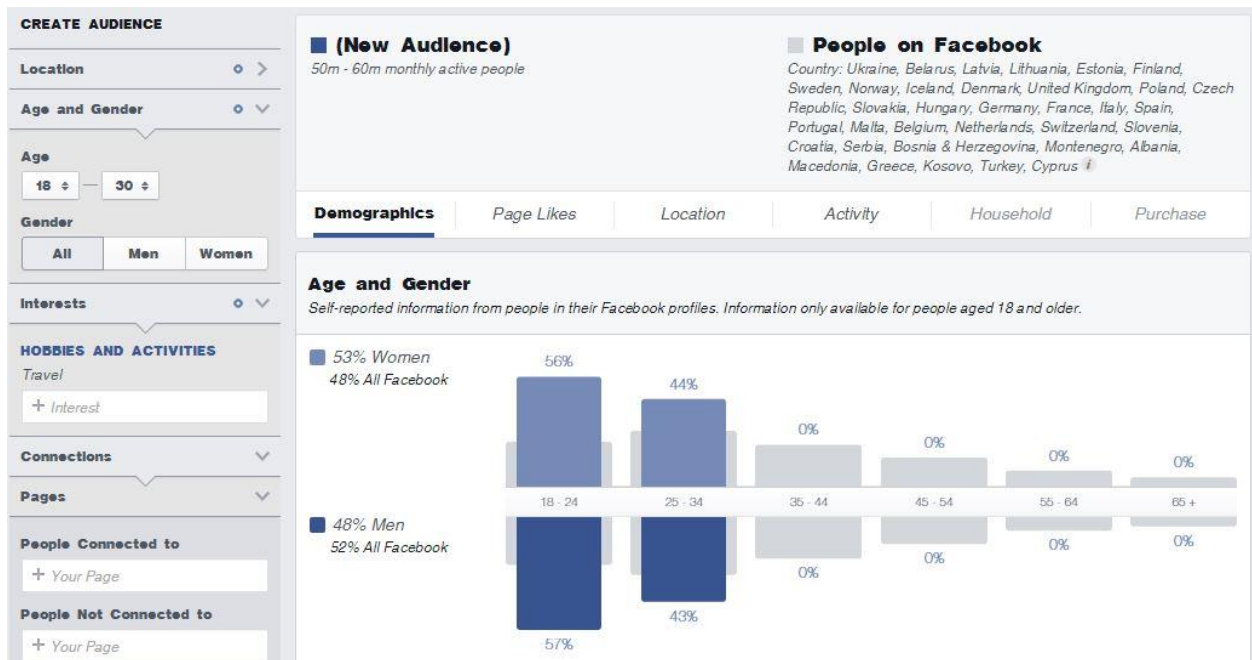 CREATE AUDIENCE
Location
Age and Gender
Age
18 — 30
Gender
All Men Women
Interests
HOBBIES AND ACTIVITIES
Travel
+ Interest
Connections
Pages
People Connected to
+ Your Page
People Not Connected to
+ Your Page
(New Audience)
50m - 60m monthly active people
People on Facebook
Country: Ukraine, Belarus, Latvia, Lithuania, Estonia, Finland,
Sweden, Norway, Iceland, Denmark, United Kingdom, Poland, Czech
Republic, Slovakia, Hungary, Germany, France, Italy, Spain,
Portugal, Malta, Belgium, Netherlands, Switzerland, Slovenia,
Croatia, Serbia, Bosnia & Herzegovina, Montenegro, Albania,
Macedonia, Greece, Kosovo, Turkey, Cyprus i
Demographics Page Likes Location Activity Household Purchase
Age and Gender
Self-reported information from people in their Facebook profiles. Information only available for people aged 18 and older.
53% Women
48% All Facebook
56% 44% 0% 0% 0% 0%
18 - 24 25 - 34 35 - 44 45 - 54 55 - 64 65 +
48% Men
52% All Facebook
57% 43% 0% 0% 0% 0%